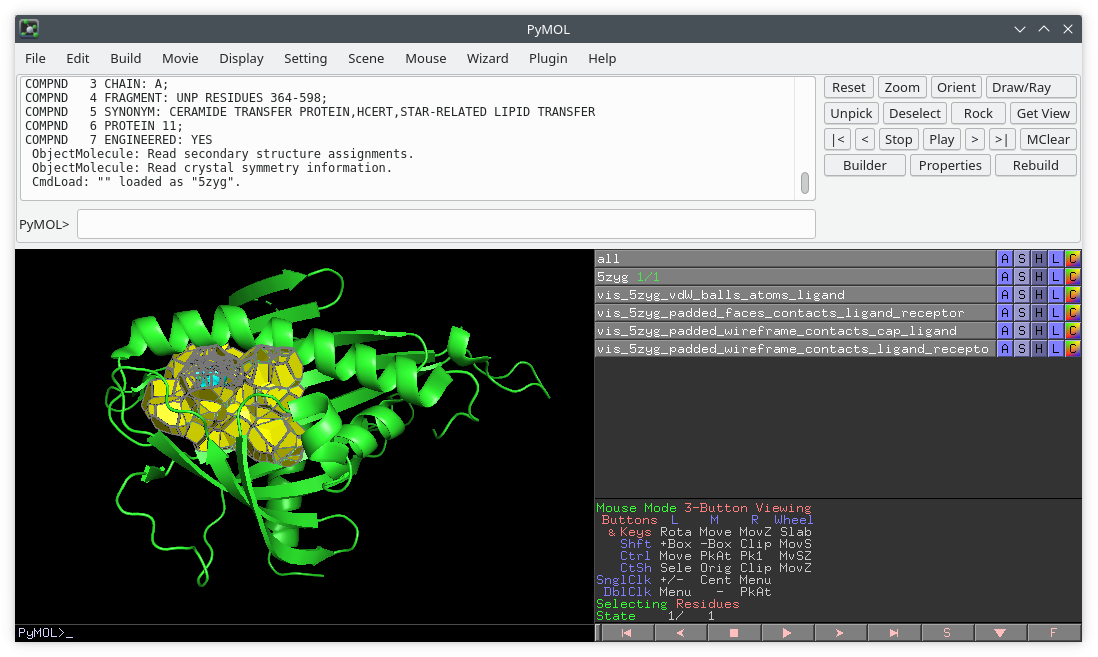 PyMOL
File Edit Build Movie Display Setting Scene Mouse Wizard Plugin Help
COMPND   3 CHAIN: A;
COMPND   4 FRAGMENT: UNP RESIDUES 364-598;
COMPND   5 SYNONYM: CERAMIDE TRANSFER PROTEIN,HCERT,STAR-RELATED LIPID TRANSFER
COMPND   6 PROTEIN 11;
COMPND   7 ENGINEERED: YES
ObjectMolecule: Read secondary structure assignments.
ObjectMolecule: Read crystal symmetry information.
CmdLoad: "" loaded as "5zyg".
PyMOL>
Reset Zoom Orient Draw/Ray
Unpick Deselect Rock Get View
|< < Stop Play > >| MClear
Builder Properties Rebuild
all A S H L C
5zyg 1/1 A S H L C
vis_5zyg_vdW_balls_atoms_ligand A S H L C
vis_5zyg_padded_faces_contacts_ligand_receptor A S H L C
vis_5zyg_padded_wireframe_contacts_cap_ligand A S H L C
vis_5zyg_padded_wireframe_contacts_ligand_recepto A S H L C
Mouse Mode 3-Button Viewing
Buttons L M R Wheel
& Keys Rota Move MovZ Slab
Shft +Box -Box Clip MovS
Ctrl Move PkAt Pk1 MvSZ
CtSh Sele Orig Clip MovZ
SnglClk +/- Cent Menu
DblClk Menu - PkAt
Selecting Residues
State 1/ 1
PyMOL>_
S F